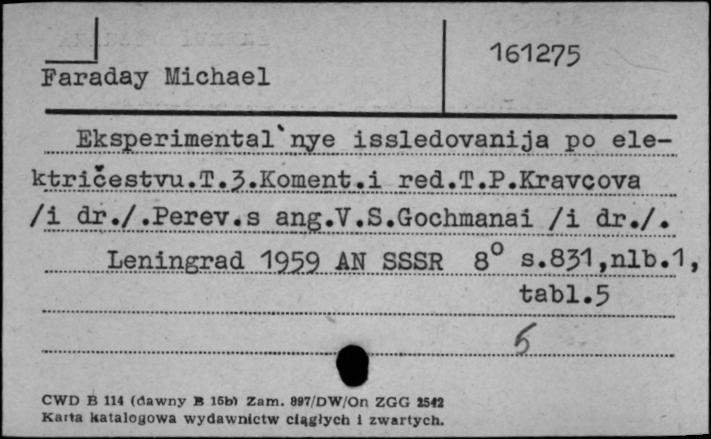 161275
Faraday Michael
Eksperimental`nye issledovanija po ele-
ktričestvu.T.3.Koment.i red.T.P.Kravcova
/i dr./.Perev.s ang.V.S.Gochmanai /i dr./.
Leningrad 1959 AN SSSR 8° s.831,nlb.1,
tabl.5
5
CWD B 114 (dawny B 15b) Zam. 897/DW/On ZGG 2542
Karta katalogowa wydawnictw ciągłych i zwartych.